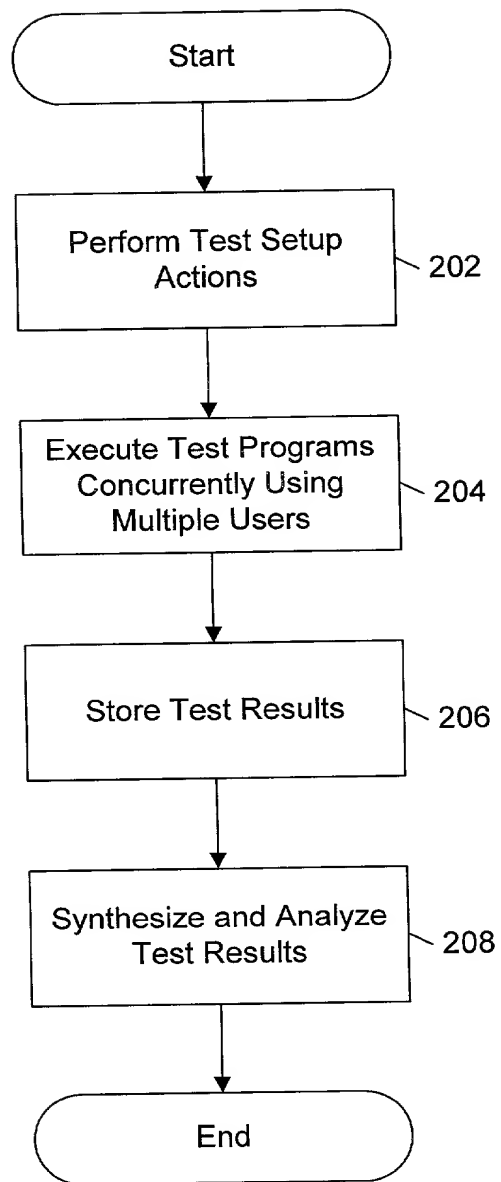 Start
Perform Test Setup
Actions
202
Execute Test Programs
Concurrently Using
Multiple Users
204
Store Test Results
206
Synthesize and Analyze
Test Results
208
End